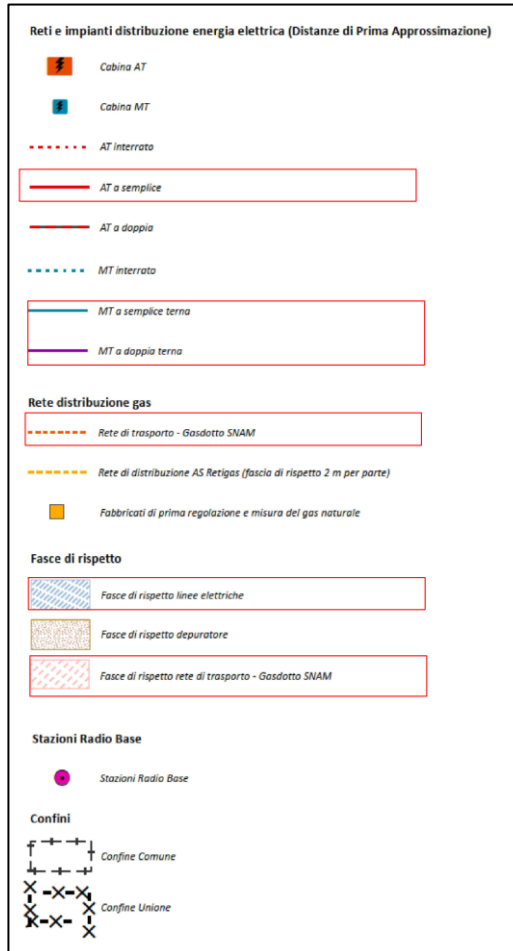 Reti e impianti distribuzione energia elettrica (Distanze di Prima Approssimazione)
Cabina AT
Cabina MT
AT interrato
AT a semplice
AT a doppia
MT interrato
MT a semplice terna
MT a doppia terna
Rete distribuzione gas
Rete di trasporto - Gasdotto SNAM
Rete di distribuzione AS Retigas (fascia di rispetto 2 m per parte)
Fabbricati di prima regolazione e misura del gas naturale
Fasce di rispetto
Fasce di rispetto linee elettriche
Fasce di rispetto depuratore
Fasce di rispetto rete di trasporto - Gasdotto SNAM
Stazioni Radio Base
Stazioni Radio Base
Confini
Confine Comune
Confine Unione